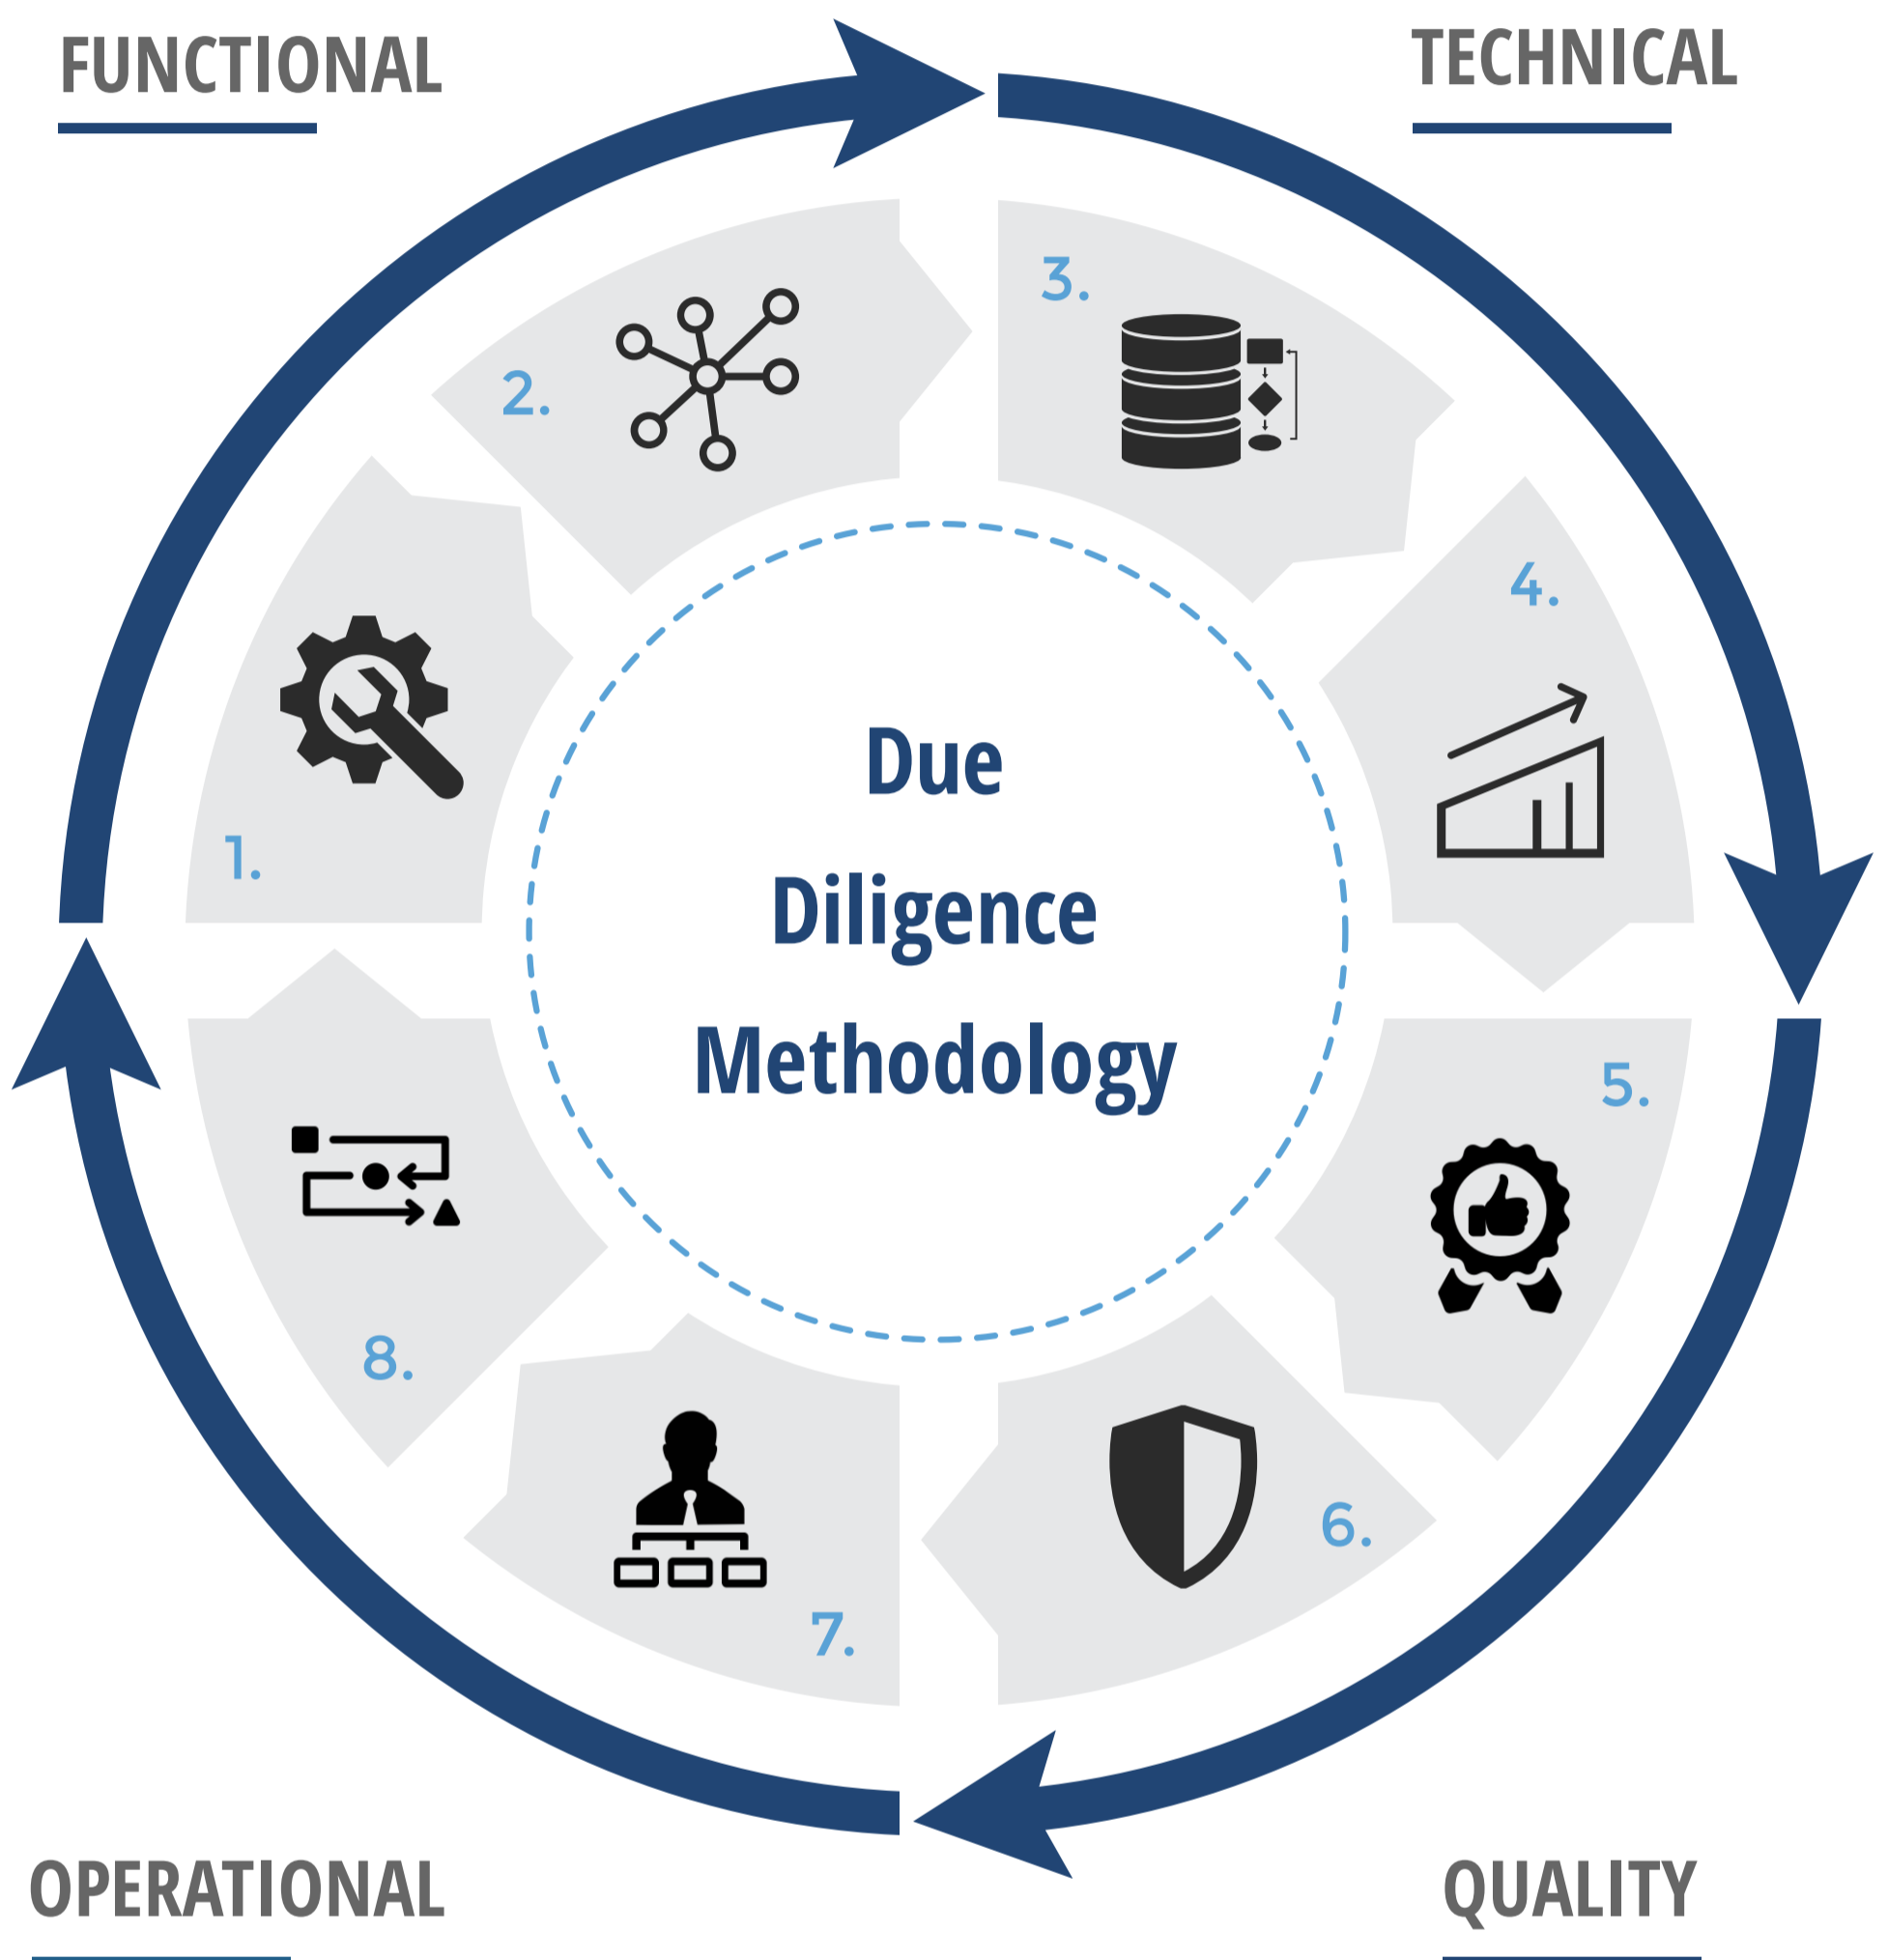 FUNCTIONAL
TECHNICAL
1.
2.
3.
4.
5.
6.
7.
8.
Due
Diligence
Methodology
OPERATIONAL
QUALITY